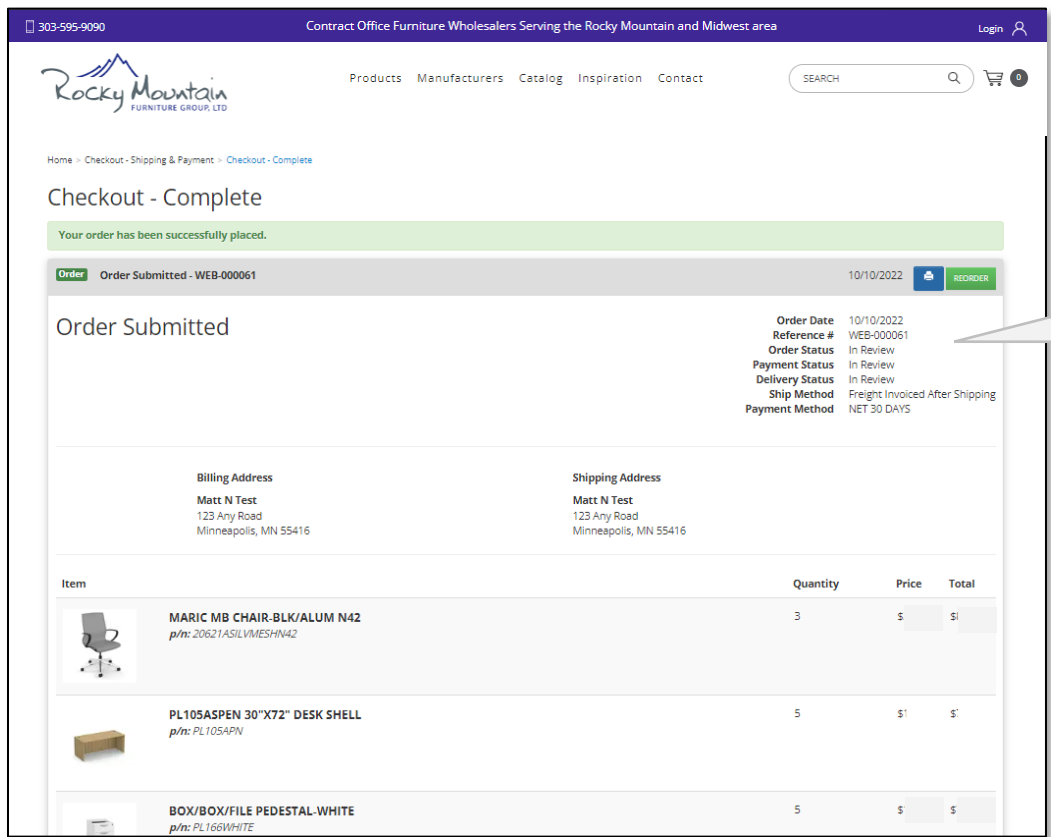 303-595-9090 Contract Office Furniture Wholesalers Serving the Rocky Mountain and Midwest area Login
Rocky Mountain
FURNITURE GROUP, LTD
Products Manufacturers Catalog Inspiration Contact SEARCH 0
Home > Checkout - Shipping & Payment > Checkout - Complete
Checkout - Complete
Your order has been successfully placed.
Order Order Submitted - WEB-000061 10/10/2022 REORDER
Order Submitted
Order Date 10/10/2022
Reference # WEB-000061
Order Status In Review
Payment Status In Review
Delivery Status In Review
Ship Method Freight Invoiced After Shipping
Payment Method NET 30 DAYS
Billing Address Shipping Address
Matt N Test Matt N Test
123 Any Road 123 Any Road
Minneapolis, MN 55416 Minneapolis, MN 55416
Item Quantity Price Total
MARIC MB CHAIR-BLK/ALUM N42 3 $ $
p/n: 20621ASILVMESHN42
PL105ASPEN 30"X72" DESK SHELL 5 $1 $
p/n: PL105APN
BOX/BOX/FILE PEDESTAL-WHITE 5 $ $
p/n: PL166WHITE